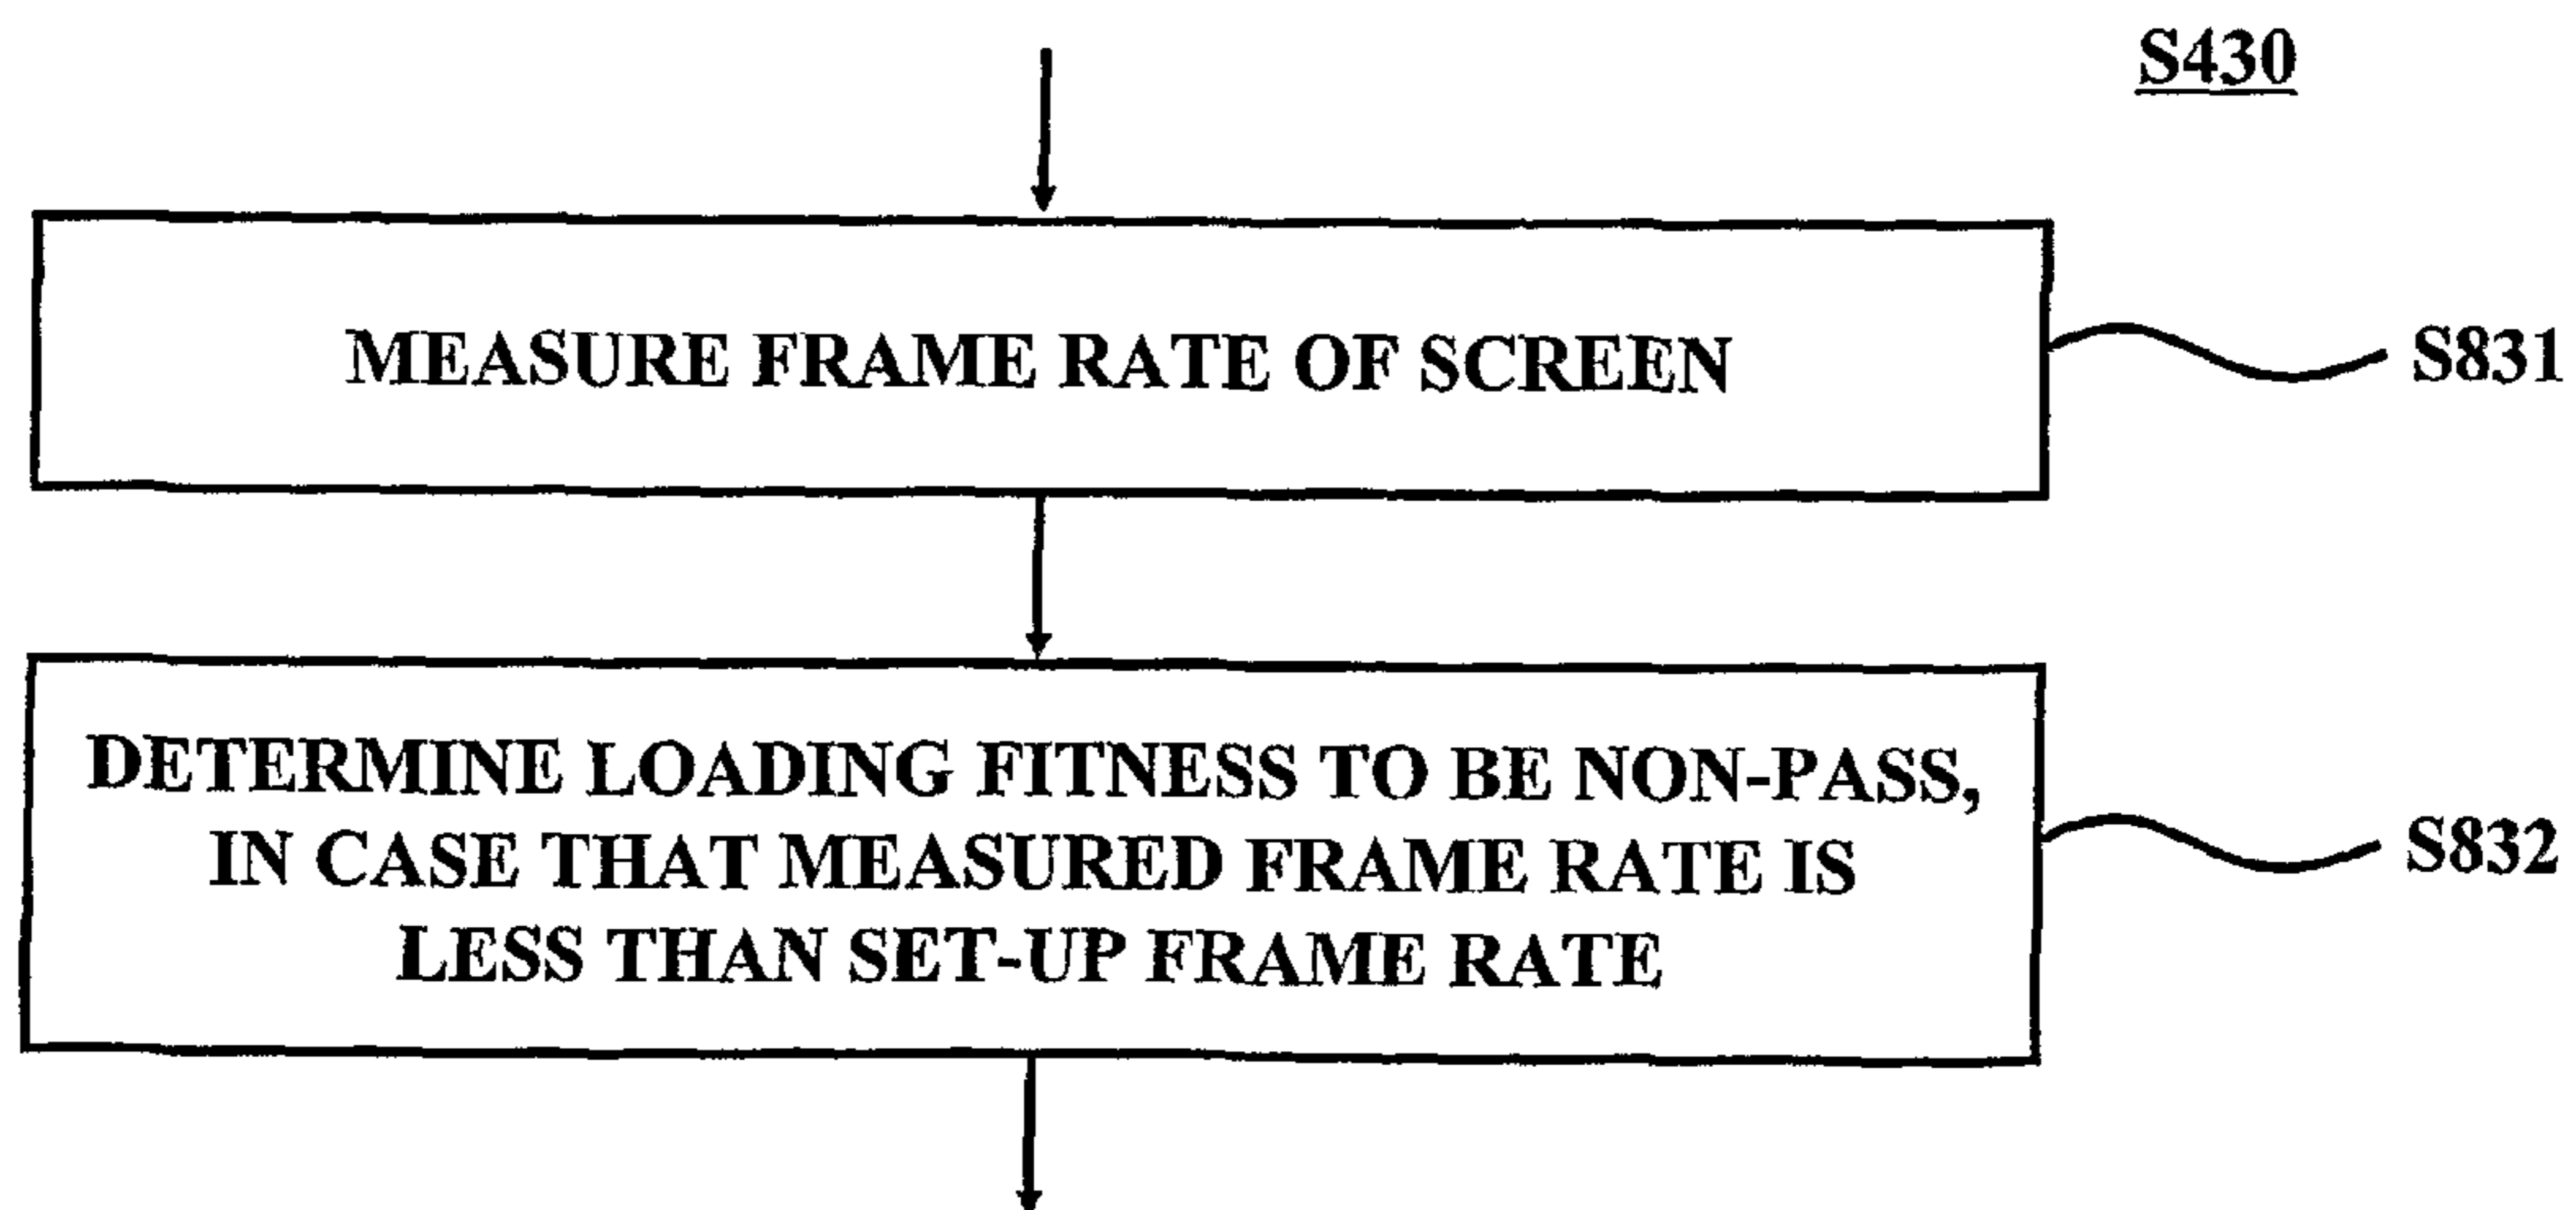 S430
MEASURE FRAME RATE OF SCREEN
S831
DETERMINE LOADING FITNESS TO BE NON-PASS,
IN CASE THAT MEASURED FRAME RATE IS
LESS THAN SET-UP FRAME RATE
S832